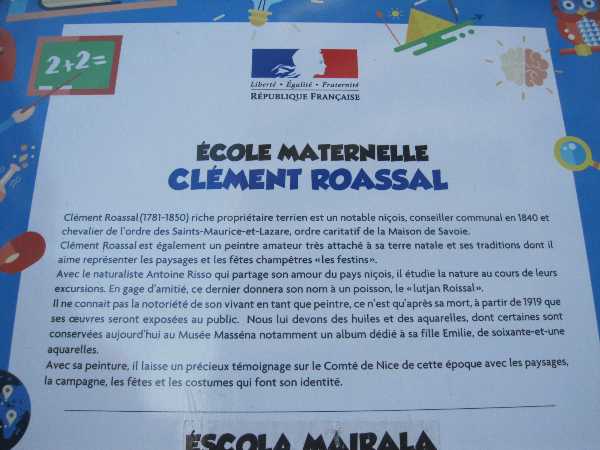 2+2=
Liberté • Égalité • Fraternité
RÉPUBLIQUE FRANÇAISE
ÉCOLE MATERNELLE
CLÉMENT ROASSAL
Clément Roassal (1781-1850) riche propriétaire terrien est un notable niçois, conseiller communal en 1840 et
chevalier de l'ordre des Saints-Maurice-et-Lazare, ordre caritatif de la Maison de Savoie.
Clément Roassal est également un peintre amateur très attaché à sa terre natale et ses traditions dont il
aime représenter les paysages et les fêtes champêtres «les festins».
Avec le naturaliste Antoine Risso qui partage son amour du pays niçois, il étudie la nature au cours de leurs
excursions. En gage d'amitié, ce dernier donnera son nom à un poisson, le «lutjan Roissal».
Il ne connait pas la notoriété de son vivant en tant que peintre, ce n'est qu'après sa mort, à partir de 1919 que
ses œuvres seront exposées au public. Nous lui devons des huiles et des aquarelles, dont certaines sont
conservées aujourd'hui au Musée Masséna notamment un album dédié à sa fille Emilie, de soixante-et-une
aquarelles.
Avec sa peinture, il laisse un précieux témoignage sur le Comté de Nice de cette époque avec les paysages,
la campagne, les fêtes et les costumes qui font son identité.
ESCOLA MAIRALA